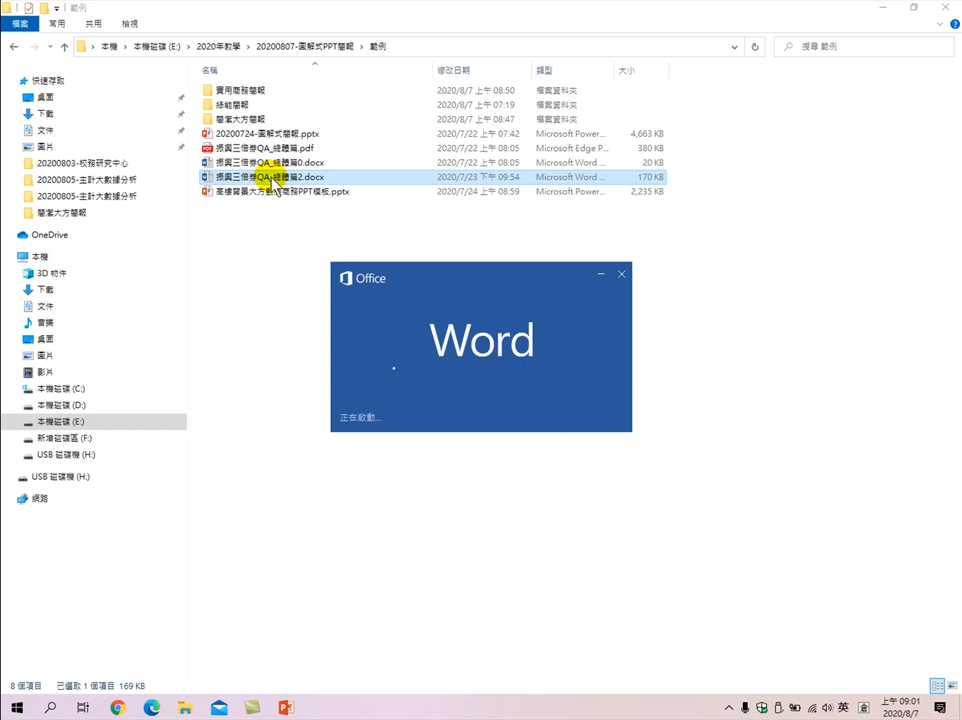 範例
檔案 常用 共用 檢視
本機 本機磁碟 (E:) 2020年教學 20200807-圖解式PPT簡報 範例 搜尋 範例
名稱 修改日期 類型 大小
實用商務簡報 2020/8/7 上午 08:50 檔案資料夾
綠能簡報 2020/8/7 上午 07:19 檔案資料夾
簡潔大方簡報 2020/8/7 上午 08:47 檔案資料夾
20200724-圖解式簡報.pptx 2020/7/22 上午 07:42 Microsoft Power... 4,663 KB
振興三倍券QA_總體篇.pdf 2020/7/22 上午 08:05 Microsoft Edge P... 380 KB
振興三倍券QA_總體篇0.docx 2020/7/22 上午 08:05 Microsoft Word ... 20 KB
振興三倍券QA_總體篇2.docx 2020/7/23 下午 09:54 Microsoft Word ... 170 KB
高樓背景大方 商務PPT模板.pptx 2020/7/24 上午 08:59 Microsoft Power... 2,235 KB
快速存取
桌面
下載
文件
圖片
20200803-校務研究中心
20200805-主計大數據分析
20200805-主計大數據分析
簡潔大方簡報
OneDrive
本機
3D 物件
下載
文件
音樂
桌面
圖片
影片
本機磁碟 (C:)
本機磁碟 (D:)
本機磁碟 (E:)
新增磁碟區 (F:)
USB 磁碟機 (H:)
USB 磁碟機 (H:)
網路
Office
Word
正在啟動...
8 個項目 已選取 1 個項目 169 KB
英
上午 09:01
2020/8/7